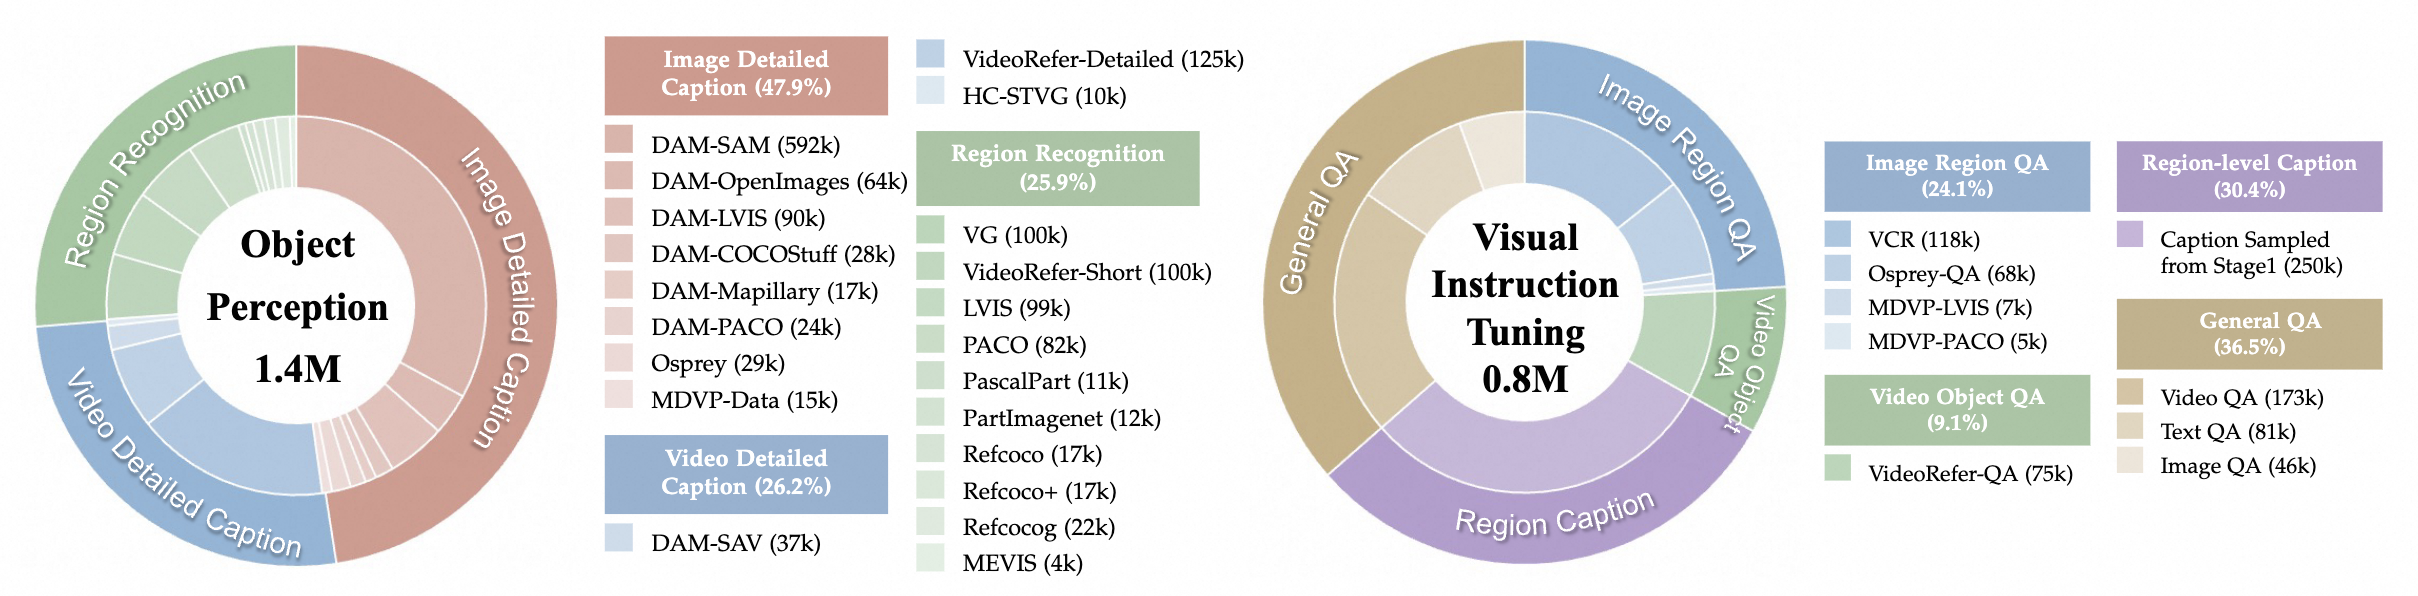 Region Recognition
Image Detailed Caption
Video Detailed Caption
Object
Perception
1.4M
Image Detailed
Caption (47.9%)
DAM-SAM (592k)
DAM-OpenImages (64k)
DAM-LVIS (90k)
DAM-COCOStuff (28k)
DAM-Mapillary (17k)
DAM-PACO (24k)
Osprey (29k)
MDVP-Data (15k)
Video Detailed
Caption (26.2%)
DAM-SAV (37k)
VideoRefer-Detailed (125k)
HC-STVG (10k)
Region Recognition
(25.9%)
VG (100k)
VideoRefer-Short (100k)
LVIS (99k)
PACO (82k)
PascalPart (11k)
PartImagenet (12k)
Refcoco (17k)
Refcoco+ (17k)
Refcocog (22k)
MEVIS (4k)
General QA
Image Region QA
Video Object
QA
Region Caption
Visual
Instruction
Tuning
0.8M
Image Region QA
(24.1%)
VCR (118k)
Osprey-QA (68k)
MDVP-LVIS (7k)
MDVP-PACO (5k)
Video Object QA
(9.1%)
VideoRefer-QA (75k)
Region-level Caption
(30.4%)
Caption Sampled
from Stage1 (250k)
General QA
(36.5%)
Video QA (173k)
Text QA (81k)
Image QA (46k)